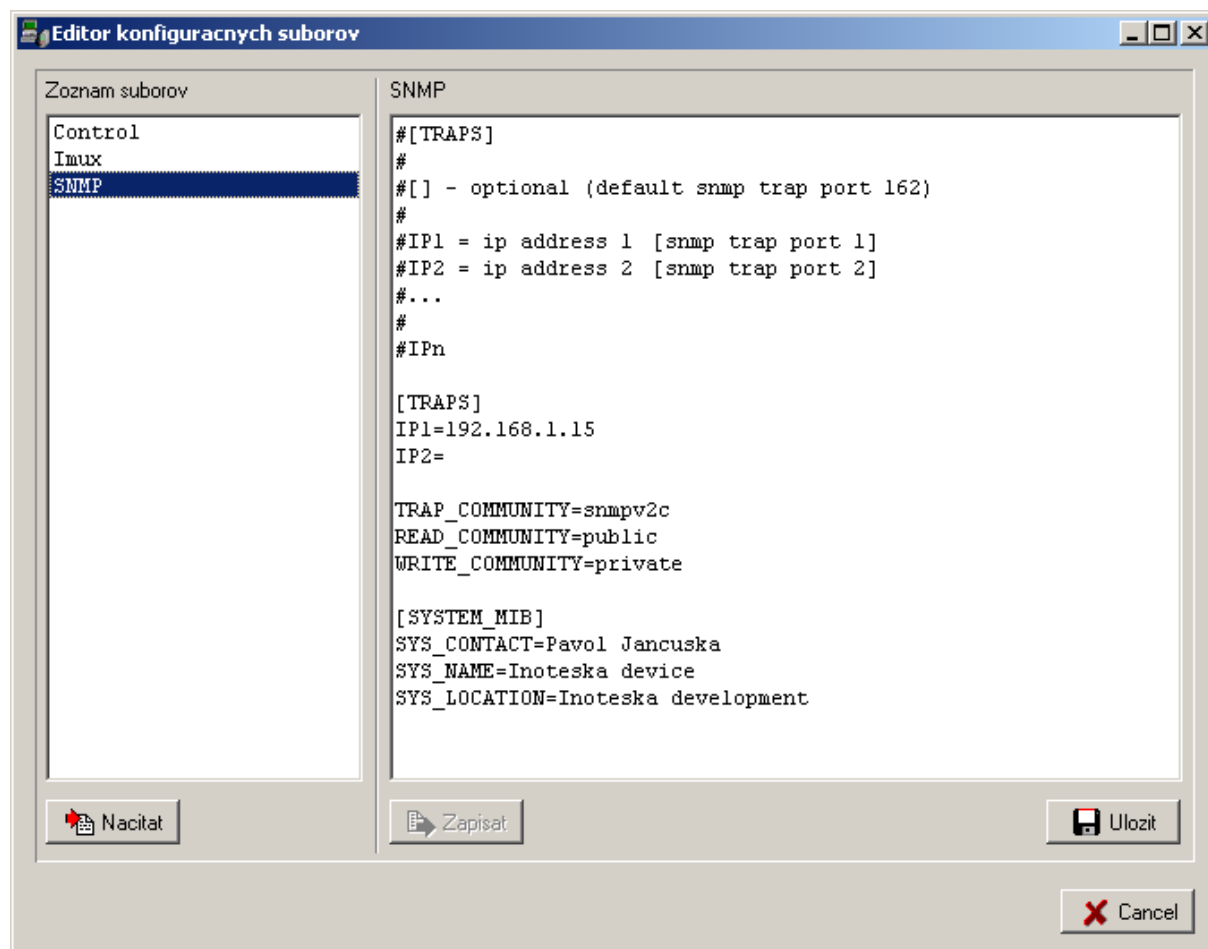 Editor konfiguracnych suborov
Zoznam suborov
Control
Imux
SNMP
Nacitat
SNMP
#[TRAPS]
#
#[] - optional (default snmp trap port 162)
#
#IP1 = ip address 1 [snmp trap port 1]
#IP2 = ip address 2 [snmp trap port 2]
#...
#
#IPn
[TRAPS]
IP1=192.168.1.15
IP2=
TRAP_COMMUNITY=snmpv2c
READ_COMMUNITY=public
WRITE_COMMUNITY=private
[SYSTEM_MIB]
SYS_CONTACT=Pavol Jancuska
SYS_NAME=Inoteska device
SYS_LOCATION=Inoteska development
Zapisat
Ulozit
Cancel